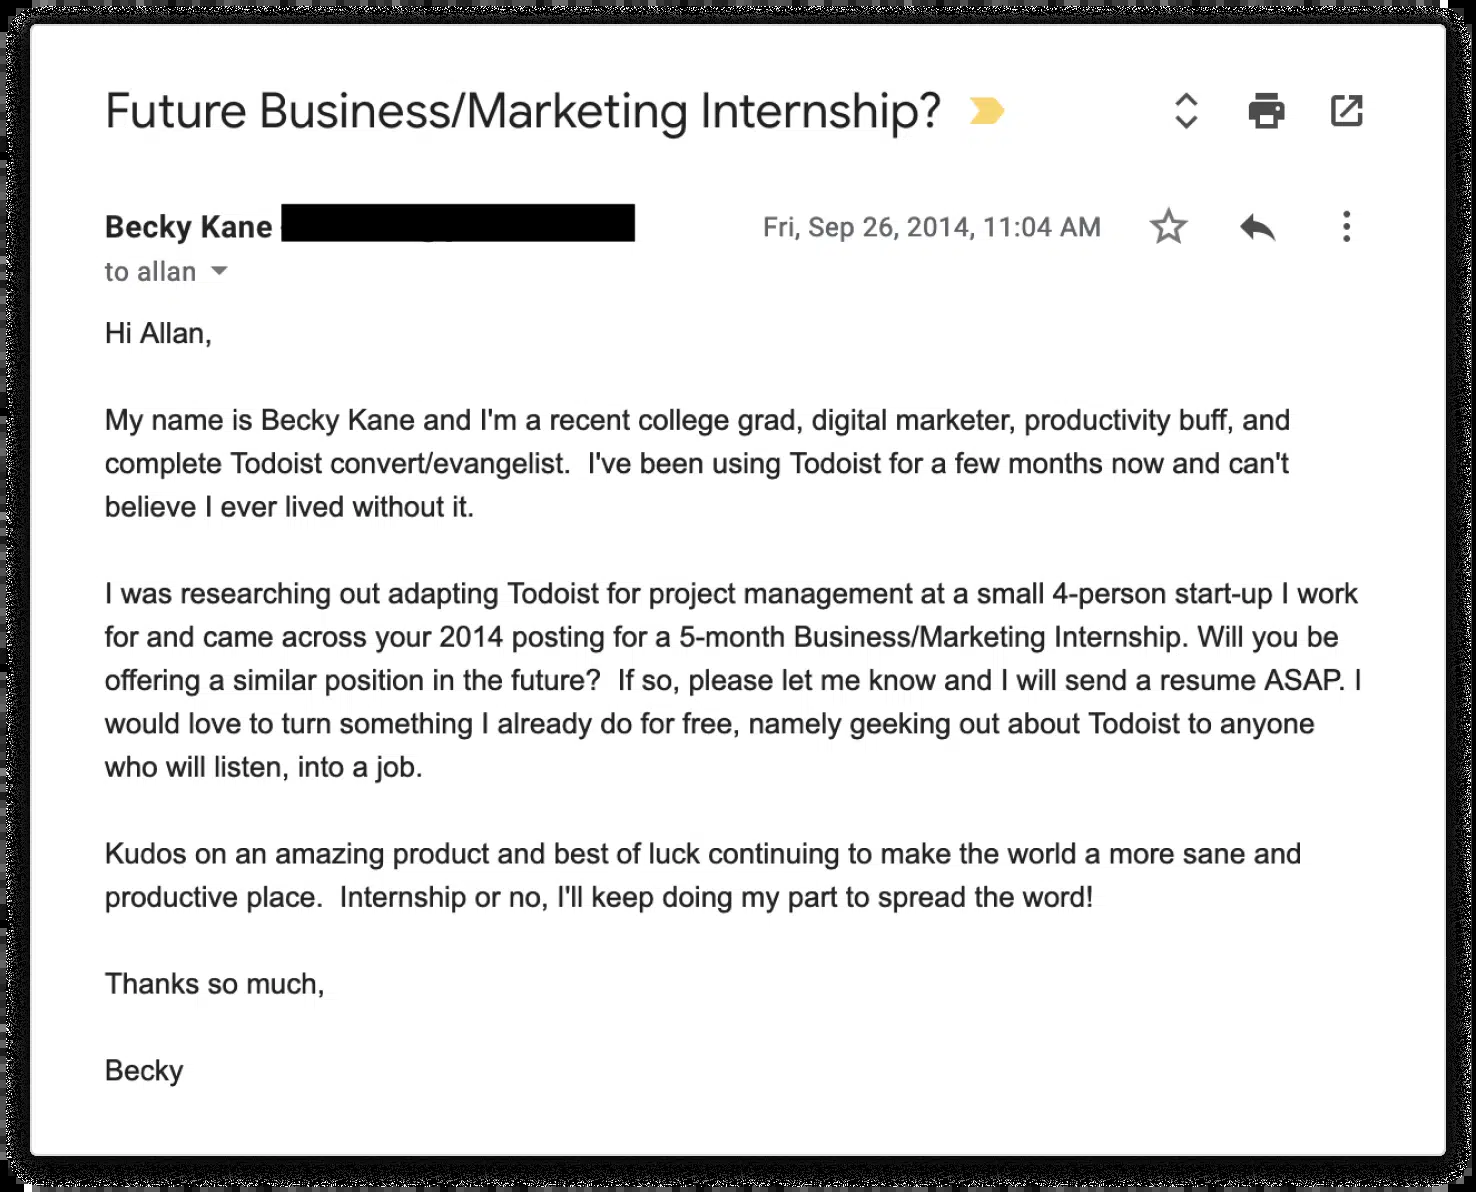 Future Business/Marketing Internship?
Becky Kane
Fri, Sep 26, 2014, 11:04 AM
to allan
Hi Allan,
My name is Becky Kane and I'm a recent college grad, digital marketer, productivity buff, and
complete Todoist convert/evangelist.  I've been using Todoist for a few months now and can't
believe I ever lived without it.
I was researching out adapting Todoist for project management at a small 4-person start-up I work
for and came across your 2014 posting for a 5-month Business/Marketing Internship. Will you be
offering a similar position in the future?  If so, please let me know and I will send a resume ASAP. I
would love to turn something I already do for free, namely geeking out about Todoist to anyone
who will listen, into a job.
Kudos on an amazing product and best of luck continuing to make the world a more sane and
productive place.  Internship or no, I'll keep doing my part to spread the word!
Thanks so much,
Becky